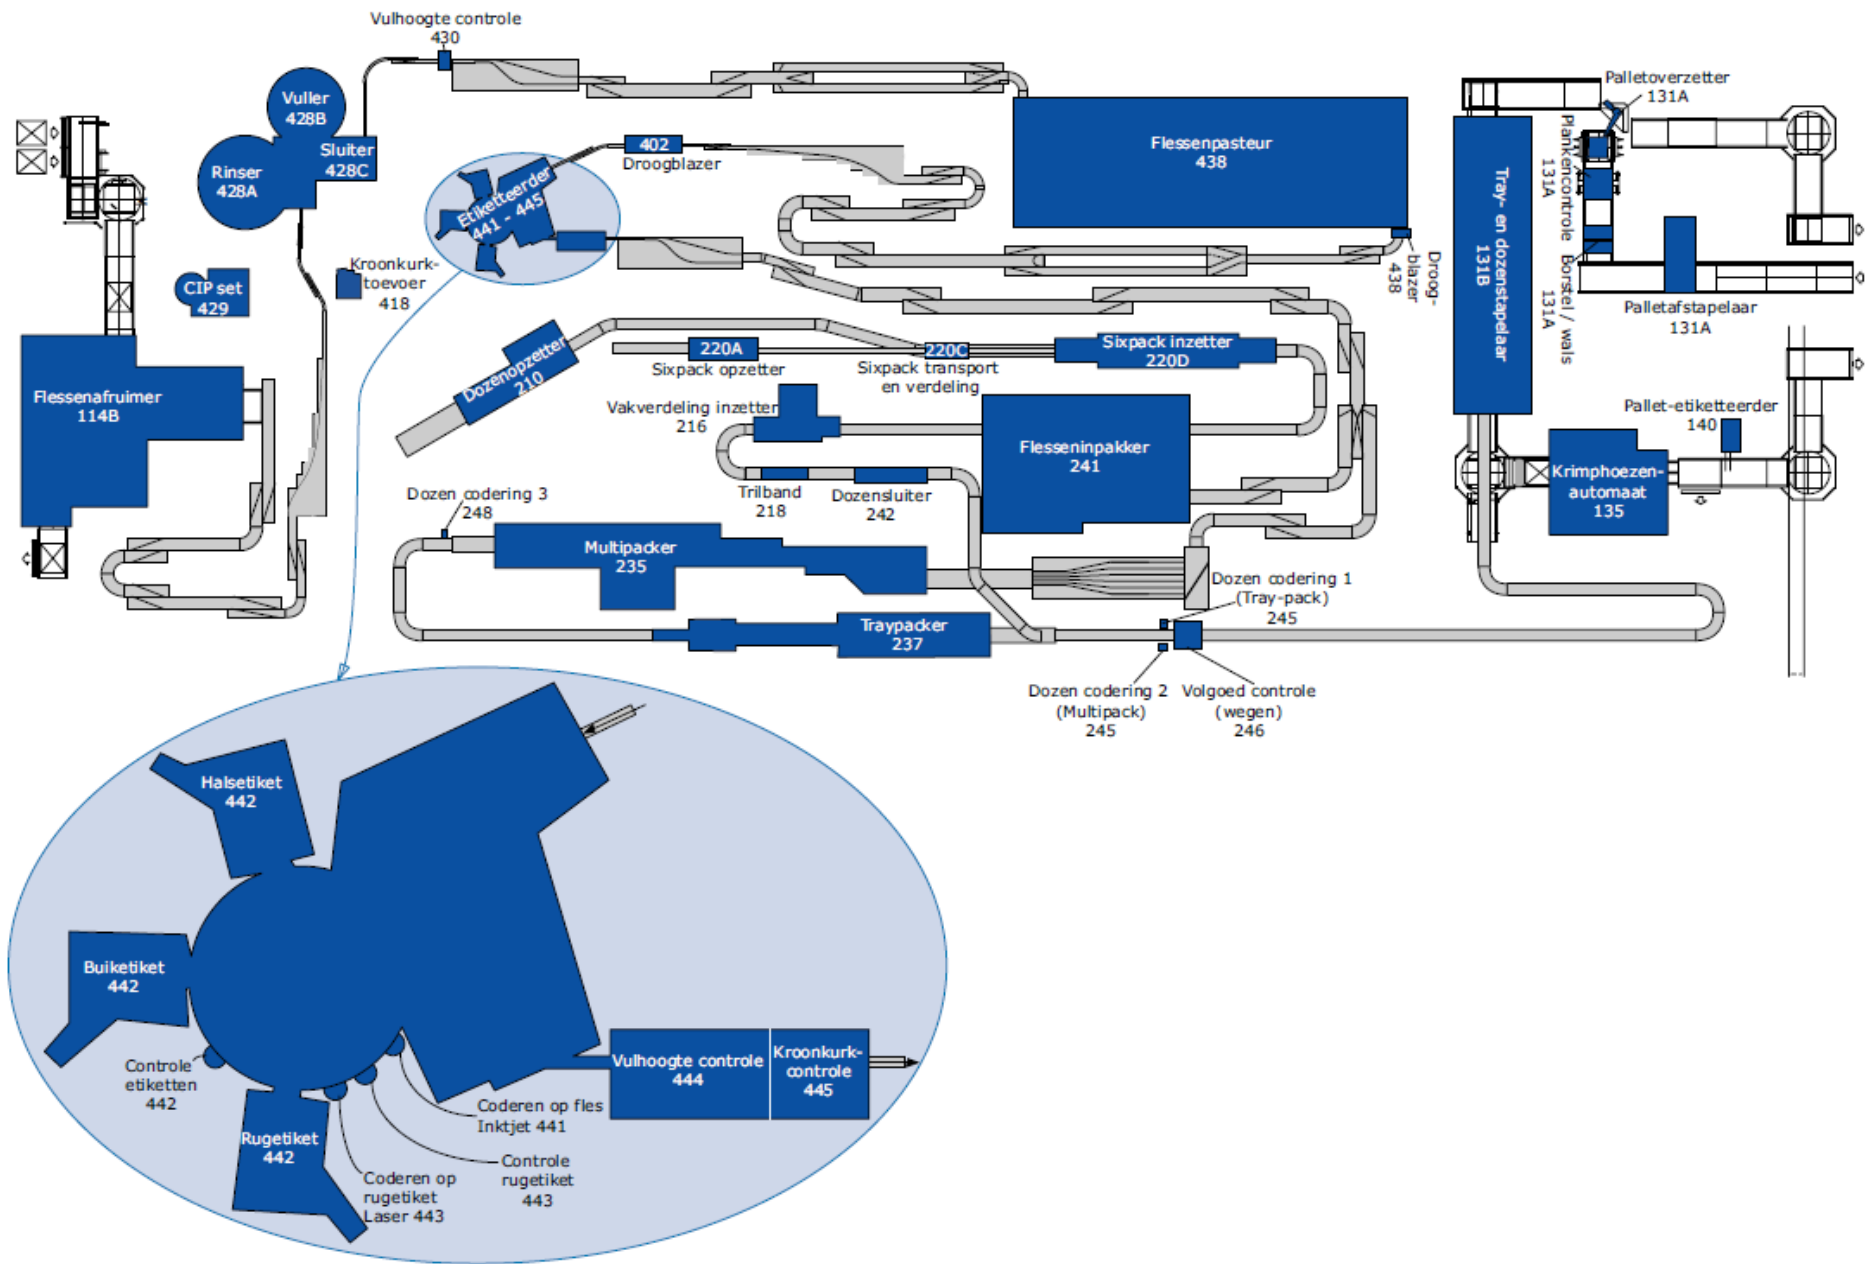 Vulhoogte controle
430
Vuller
428B
Sluiter
428C
Rinser
428A
402
Droogblazer
Etiketteerder
441 - 445
Flessenpasteur
438
Droog-
blazer
438
Palletoverzetter
131A
Plankencontrole
131A
Borstel / wals
131A
Tray- en dozenstapelaar
131B
Palletafstapelaar
131A
CIP set
429
Kroonkurk-
toevoer
418
Flessenafruimer
114B
Dozenopzetter
210
220A
Sixpack opzetter
220C
Sixpack transport
en verdeling
Sixpack inzetter
220D
Vakverdeling inzetter
216
Flesseninpakker
241
Trilband
218
Dozensluiter
242
Pallet-etiketteerder
140
Krimphoezen-
automaat
135
Dozen codering 3
248
Multipacker
235
Traypacker
237
Dozen codering 1
(Tray-pack)
245
Dozen codering 2
(Multipack)
245
Volgoed controle
(wegen)
246
Halsetiket
442
Buiketiket
442
Controle
etiketten
442
Rugetiket
442
Coderen op
rugetiket
Laser 443
Controle
rugetiket
443
Coderen op fles
Inktjet 441
Vulhoogte controle
444
Kroonkurk-
controle
445